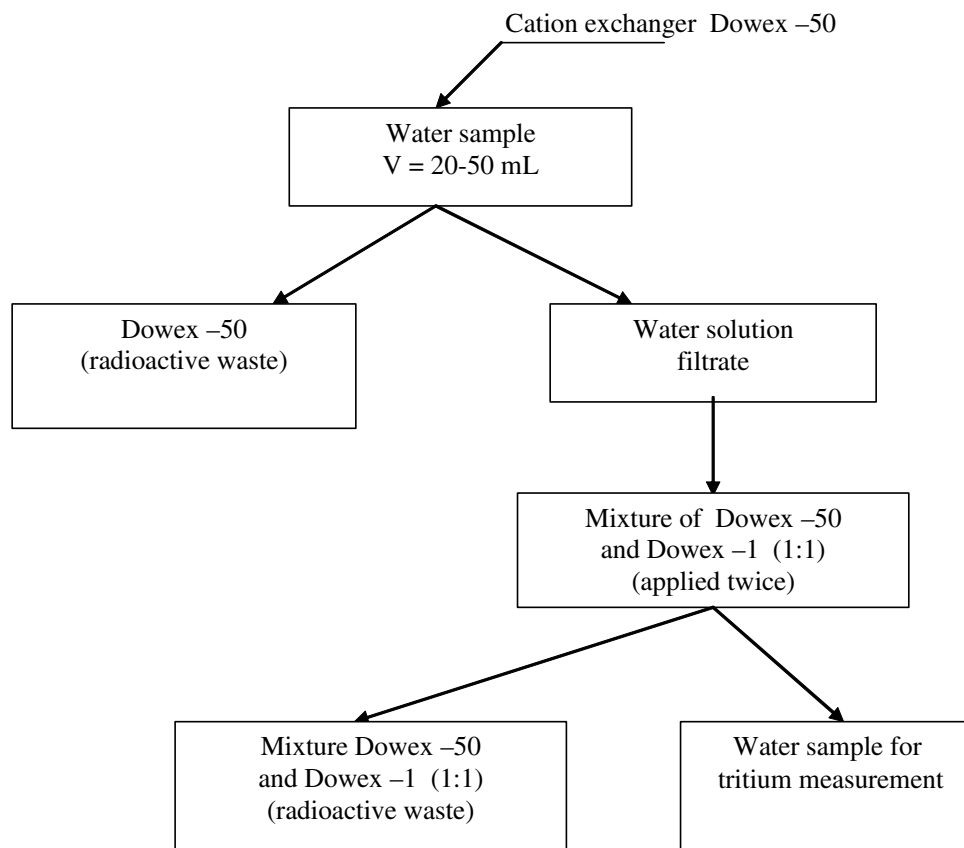 Cation exchanger Dowex –50
Water sample
V = 20-50 mL
Dowex –50
(radioactive waste)
Water solution
filtrate
Mixture of Dowex –50
and Dowex –1 (1:1)
(applied twice)
Mixture Dowex –50
and Dowex –1 (1:1)
(radioactive waste)
Water sample for
tritium measurement